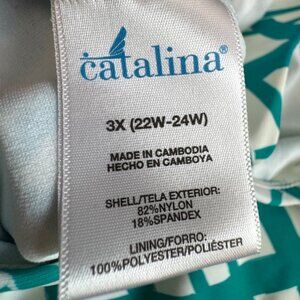 catalina®
3X (22W-24W)
MADE IN CAMBODIA
HECHO EN CAMBOYA
SHELL/TELA EXTERIOR:
82%NYLON
18%SPANDEX
LINING/FORRO:
100%POLYESTER/POLIÉSTER